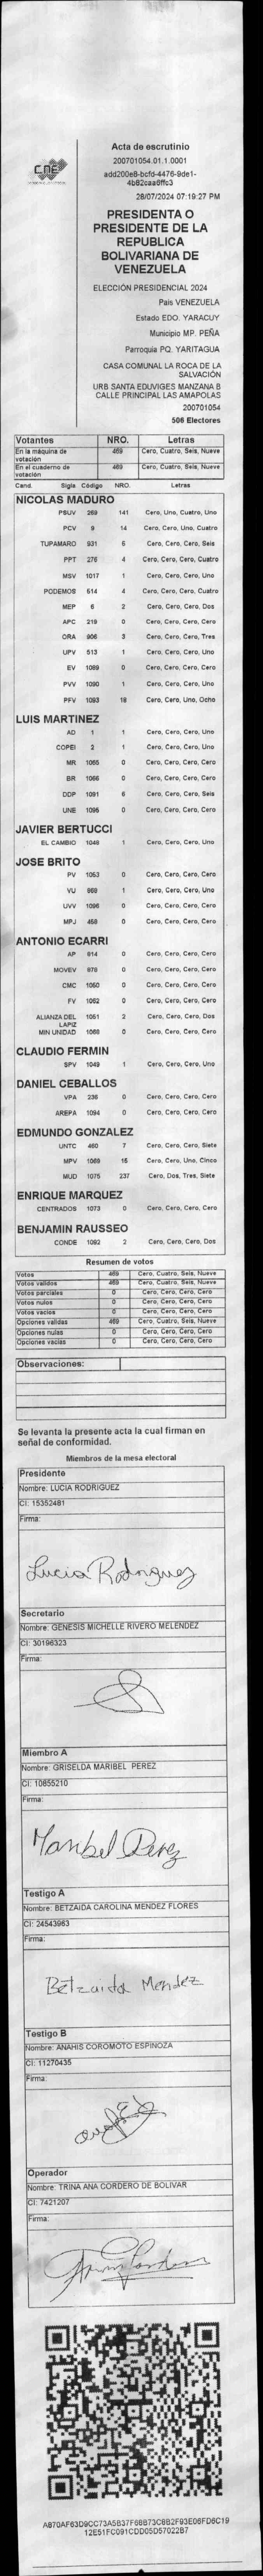 CNE
Acta de escrutinio
200701054.01.1.0001
add200e8-bcfd-4476-9de1-
4b82caa6ffc3
28/07/2024 07:19:27 PM
PRESIDENTA O
PRESIDENTE DE LA
REPUBLICA
BOLIVARIANA DE
VENEZUELA
ELECCIÓN PRESIDENCIAL 2024
País VENEZUELA
Estado EDO. YARACUY
Municipio MP. PEÑA
Parroquia PQ. YARITAGUA
CASA COMUNAL LA ROCA DE LA
SALVACIÓN
URB SANTA EDUVIGES MANZANA B
CALLE PRINCIPAL LAS AMAPOLAS
200701054
506 Electores
Votantes NRO. Letras
En la máquina de votación 469 Cero, Cuatro, Seis, Nueve
En el cuaderno de votación 469 Cero, Cuatro, Seis, Nueve
Cand. Sigla Código NRO. Letras
NICOLAS MADURO
PSUV 269 141 Cero, Uno, Cuatro, Uno
PCV 9 14 Cero, Cero, Uno, Cuatro
TUPAMARO 931 6 Cero, Cero, Cero, Seis
PPT 276 4 Cero, Cero, Cero, Cuatro
MSV 1017 1 Cero, Cero, Cero, Uno
PODEMOS 514 4 Cero, Cero, Cero, Cuatro
MEP 6 2 Cero, Cero, Cero, Dos
APC 219 0 Cero, Cero, Cero, Cero
ORA 906 3 Cero, Cero, Cero, Tres
UPV 513 1 Cero, Cero, Cero, Uno
EV 1089 0 Cero, Cero, Cero, Cero
PVV 1090 1 Cero, Cero, Cero, Uno
PFV 1093 18 Cero, Cero, Uno, Ocho
LUIS MARTINEZ
AD 1 1 Cero, Cero, Cero, Uno
COPEI 2 1 Cero, Cero, Cero, Uno
MR 1065 0 Cero, Cero, Cero, Cero
BR 1066 0 Cero, Cero, Cero, Cero
DDP 1091 6 Cero, Cero, Cero, Seis
UNE 1095 0 Cero, Cero, Cero, Cero
JAVIER BERTUCCI
EL CAMBIO 1048 1 Cero, Cero, Cero, Uno
JOSE BRITO
PV 1053 0 Cero, Cero, Cero, Cero
VU 868 1 Cero, Cero, Cero, Uno
UVV 1096 0 Cero, Cero, Cero, Cero
MPJ 458 0 Cero, Cero, Cero, Cero
ANTONIO ECARRI
AP 914 0 Cero, Cero, Cero, Cero
MOVEV 878 0 Cero, Cero, Cero, Cero
CMC 1050 0 Cero, Cero, Cero, Cero
FV 1052 0 Cero, Cero, Cero, Cero
ALIANZA DEL LAPIZ 1051 2 Cero, Cero, Cero, Dos
MIN UNIDAD 1068 0 Cero, Cero, Cero, Cero
CLAUDIO FERMIN
SPV 1049 1 Cero, Cero, Cero, Uno
DANIEL CEBALLOS
VPA 236 0 Cero, Cero, Cero, Cero
AREPA 1094 0 Cero, Cero, Cero, Cero
EDMUNDO GONZALEZ
UNTC 460 7 Cero, Cero, Cero, Siete
MPV 1069 15 Cero, Cero, Uno, Cinco
MUD 1075 237 Cero, Dos, Tres, Siete
ENRIQUE MARQUEZ
CENTRADOS 1073 0 Cero, Cero, Cero, Cero
BENJAMIN RAUSSEO
CONDE 1092 2 Cero, Cero, Cero, Dos
Resumen de votos
Votos 469 Cero, Cuatro, Seis, Nueve
Votos validos 469 Cero, Cuatro, Seis, Nueve
Votos parciales 0 Cero, Cero, Cero, Cero
Votos nulos 0 Cero, Cero, Cero, Cero
Votos vacios 0 Cero, Cero, Cero, Cero
Opciones validas 469 Cero, Cuatro, Seis, Nueve
Opciones nulas 0 Cero, Cero, Cero, Cero
Opciones vacias 0 Cero, Cero, Cero, Cero
Observaciones:
Se levanta la presente acta la cual firman en
señal de conformidad.
Miembros de la mesa electoral
Presidente
Nombre: LUCIA RODRIGUEZ
CI: 15352481
Firma:
Lucia Rodriguez
Secretario
Nombre: GENESIS MICHELLE RIVERO MELENDEZ
CI: 30196323
Firma:
Miembro A
Nombre: GRISELDA MARIBEL PEREZ
CI: 10855210
Firma:
Maribel Perez
Testigo A
Nombre: BETZAIDA CAROLINA MENDEZ FLORES
CI: 24543963
Firma:
Betzaida Mendez
Testigo B
Nombre: ANAHIS COROMOTO ESPINOZA
CI: 11270435
Firma:
Operador
Nombre: TRINA ANA CORDERO DE BOLIVAR
CI: 7421207
Firma:
A870AF63D9CC73A5B37F68B73C8B2F93E06FD6C19
12E51FC091CDD05D57022B7